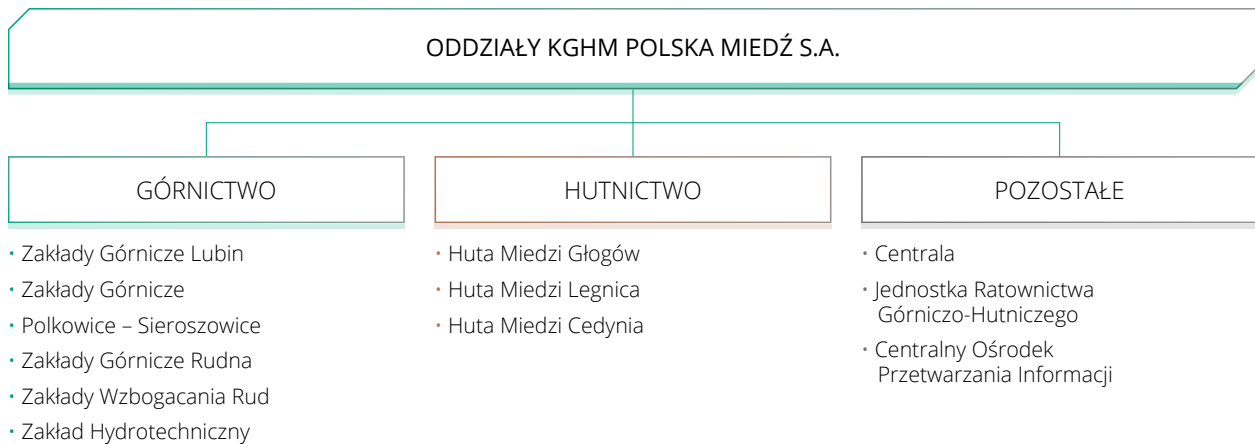 ODDZIAŁY KGHM POLSKA MIEDŹ S.A.
GÓRNICTWO
• Zakłady Górnicze Lubin
• Zakłady Górnicze
• Polkowice – Sieroszowice
• Zakłady Górnicze Rudna
• Zakłady Wzbogacania Rud
• Zakład Hydrotechniczny
HUTNICTWO
• Huta Miedzi Głogów
• Huta Miedzi Legnica
• Huta Miedzi Cedynia
POZOSTAŁE
• Centrala
• Jednostka Ratownictwa
Górniczo-Hutniczego
• Centralny Ośrodek
Przetwarzania Informacji